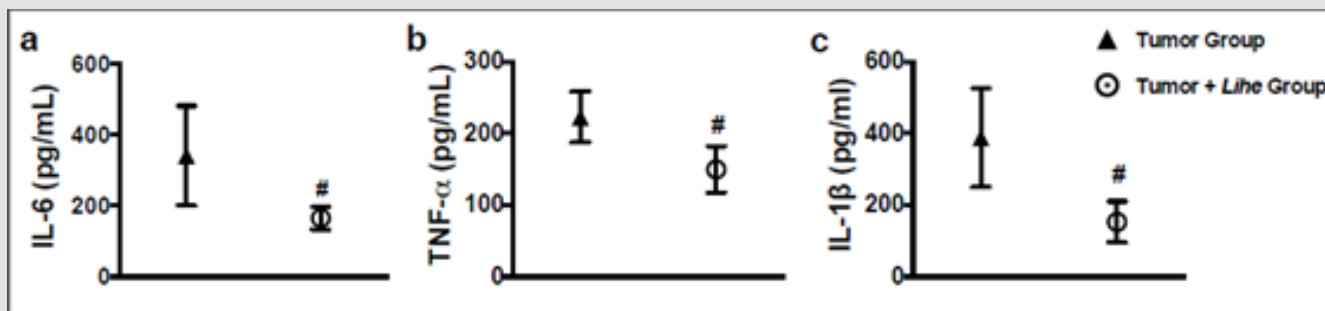 a
IL-6 (pg/mL)
600
400
200
0
#
b
TNF-α (pg/mL)
300
200
100
0
#
c
IL-1β (pg/ml)
600
400
200
0
#
Tumor Group
Tumor + Lihe Group